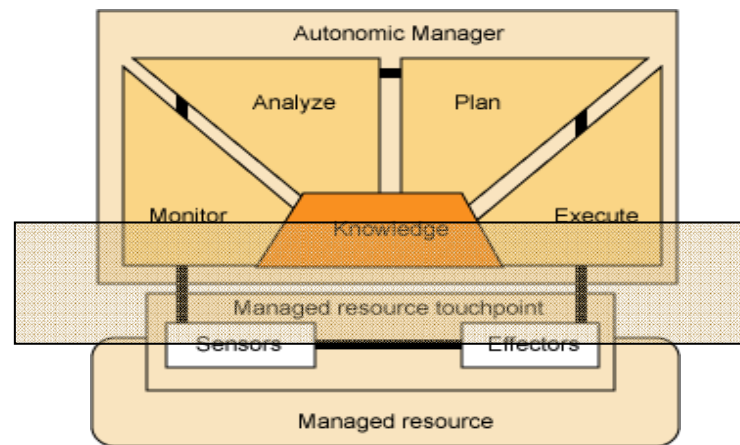 Autonomic Manager
Analyze
Plan
Monitor
Execute
Knowledge
Managed resource touchpoint
Sensors
Effectors
Managed resource